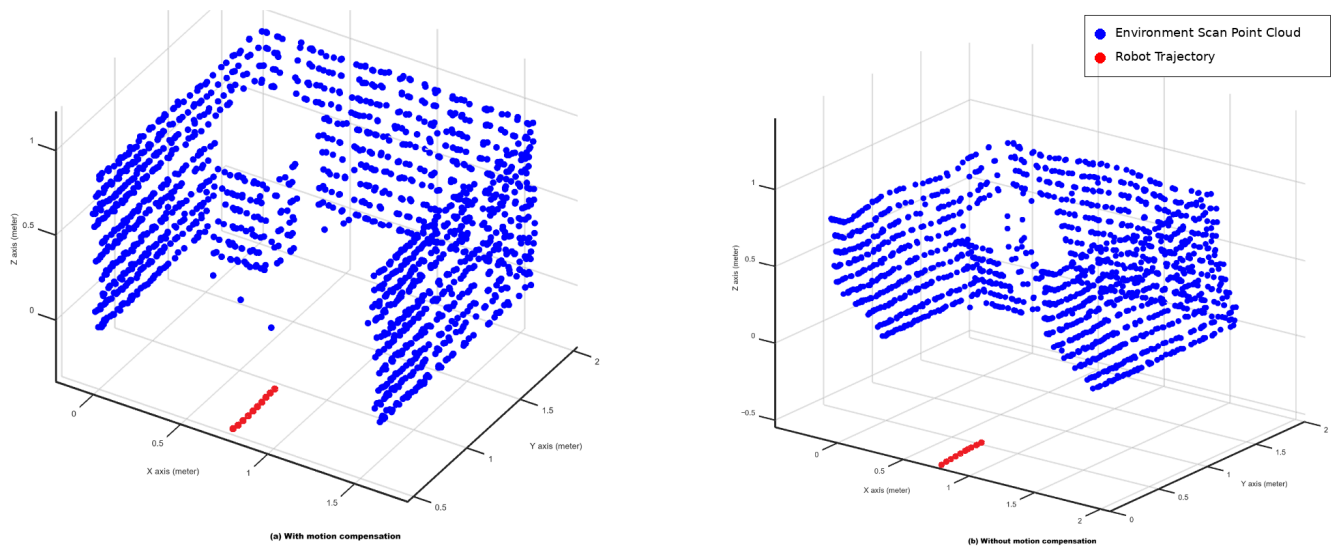 Environment Scan Point Cloud
Robot Trajectory
1
0.5
0
Z axis (meter)
0
0.5
1
1.5
X axis (meter)
0.5
1
1.5
2
Y axis (meter)
(a) With motion compensation
1
0.5
0
−0.5
Z axis (meter)
0
0.5
1
1.5
2
X axis (meter)
0
0.5
1
1.5
2
Y axis (meter)
(b) Without motion compensation